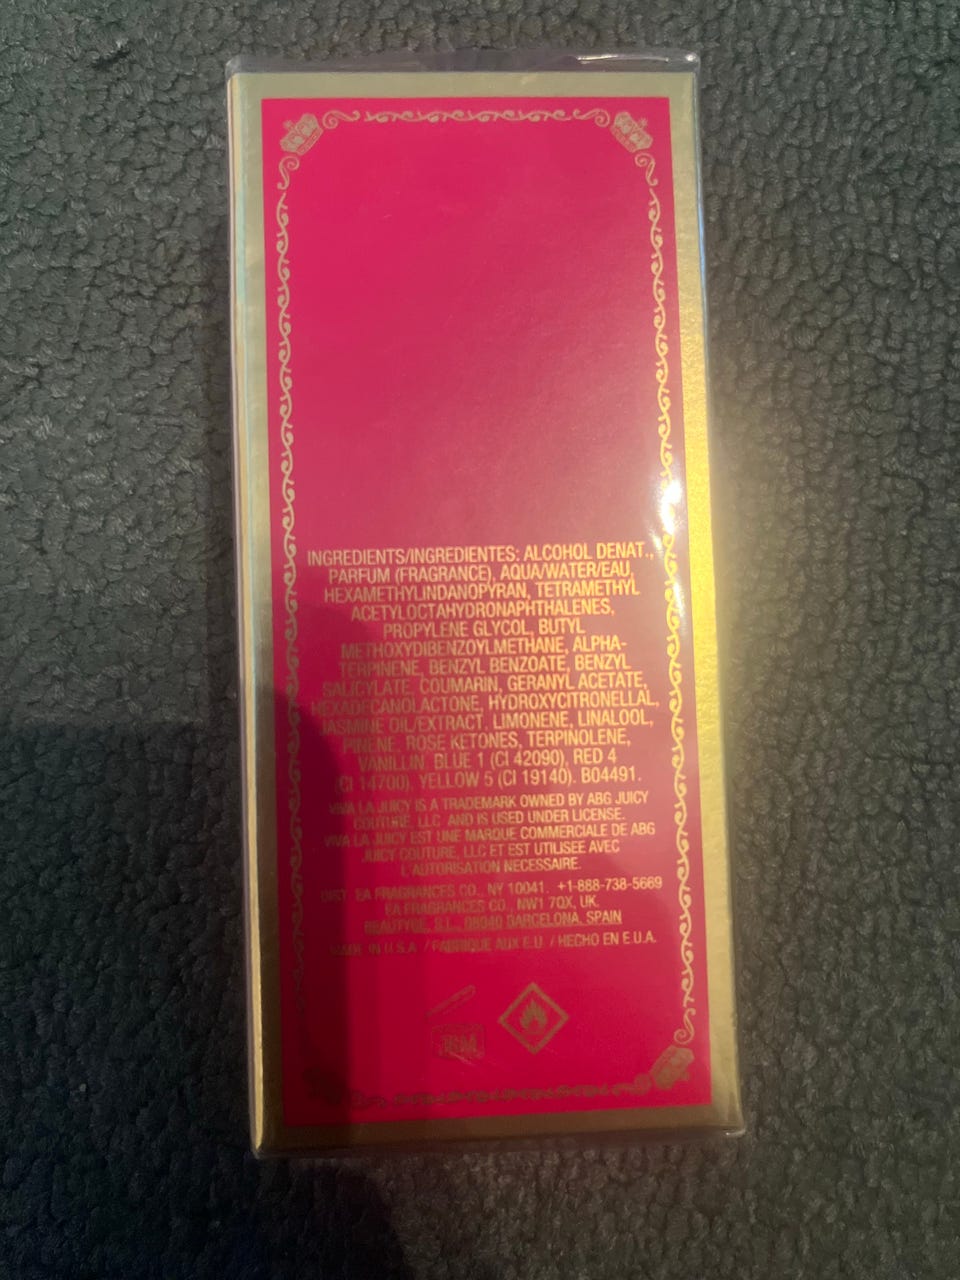 INGREDIENTS/INGREDIENTES: ALCOHOL DENAT.,
PARFUM (FRAGRANCE), AQUA/WATER/EAU,
HEXAMETHYLINDANOPYRAN, TETRAMETHYL
ACETYLOCTAHYDRONAPHTHALENES,
PROPYLENE GLYCOL, BUTYL
METHOXYDIBENZOYLMETHANE, ALPHA-
TERPINENE, BENZYL BENZOATE, BENZYL
SALICYLATE, COUMARIN, GERANYL ACETATE,
HEXADECANOLACTONE, HYDROXYCITRONELLAL,
JASMINE OIL/EXTRACT, LIMONENE, LINALOOL,
PINENE, ROSE KETONES, TERPINOLENE,
VANILLIN, BLUE 1 (CI 42090), RED 4
(CI 14700), YELLOW 5 (CI 19140). B04491.
VIVA LA JUICY IS A TRADEMARK OWNED BY ABG JUICY
COUTURE, LLC AND IS USED UNDER LICENSE.
VIVA LA JUICY EST UNE MARQUE COMMERCIALE DE ABG
JUICY COUTURE, LLC ET EST UTILISEE AVEC
L'AUTORISATION NECESSAIRE.
DIST. EA FRAGRANCES CO., NY 10041. +1-888-738-5669
EA FRAGRANCES CO., NW1 7QX, UK.
BEAUTYGE, S.L., 08040 BARCELONA, SPAIN
MADE IN U.S.A. / FABRIQUE AUX E.U. / HECHO EN E.U.A.